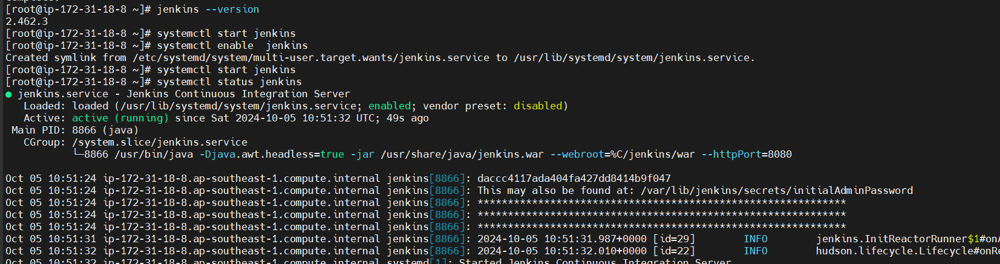 [root@ip-172-31-18-8 ~]# jenkins --version
2.462.3
[root@ip-172-31-18-8 ~]# systemctl start jenkins
[root@ip-172-31-18-8 ~]# systemctl enable  jenkins
Created symlink from /etc/systemd/system/multi-user.target.wants/jenkins.service to /usr/lib/systemd/system/jenkins.service.
[root@ip-172-31-18-8 ~]# systemctl start jenkins
[root@ip-172-31-18-8 ~]# systemctl status jenkins
● jenkins.service - Jenkins Continuous Integration Server
   Loaded: loaded (/usr/lib/systemd/system/jenkins.service; enabled; vendor preset: disabled)
   Active: active (running) since Sat 2024-10-05 10:51:32 UTC; 49s ago
 Main PID: 8866 (java)
   CGroup: /system.slice/jenkins.service
           └─8866 /usr/bin/java -Djava.awt.headless=true -jar /usr/share/java/jenkins.war --webroot=%C/jenkins/war --httpPort=8080
Oct 05 10:51:24 ip-172-31-18-8.ap-southeast-1.compute.internal jenkins[8866]: daccc4117ada404fa427dd8414b9f047
Oct 05 10:51:24 ip-172-31-18-8.ap-southeast-1.compute.internal jenkins[8866]: This may also be found at: /var/lib/jenkins/secrets/initialAdminPassword
Oct 05 10:51:24 ip-172-31-18-8.ap-southeast-1.compute.internal jenkins[8866]: *************************************************************
Oct 05 10:51:24 ip-172-31-18-8.ap-southeast-1.compute.internal jenkins[8866]: *************************************************************
Oct 05 10:51:24 ip-172-31-18-8.ap-southeast-1.compute.internal jenkins[8866]: *************************************************************
Oct 05 10:51:31 ip-172-31-18-8.ap-southeast-1.compute.internal jenkins[8866]: 2024-10-05 10:51:31.987+0000 [id=29]        INFO        jenkins.InitReactorRunner$1#onA
Oct 05 10:51:32 ip-172-31-18-8.ap-southeast-1.compute.internal jenkins[8866]: 2024-10-05 10:51:32.010+0000 [id=22]        INFO        hudson.lifecycle.Lifecycle#onRe
Oct 05 10:51:32 ip-172-31-18-8.ap-southeast-1.compute.internal systemd[1]: Started Jenkins Continuous Integration Server.